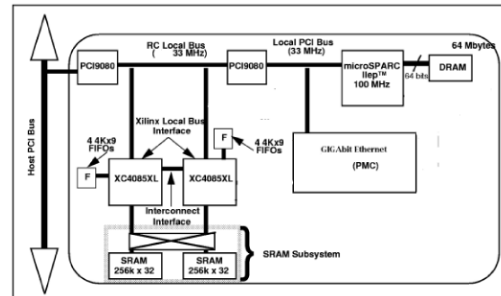 RC Local Bus
( 33 MHz)
Local PCI Bus
(33 MHz)
64 Mbytes
PCI9080
PCI9080
microSPARC
IIep™
100 MHz
64 bits
DRAM
Host PCI Bus
Xilinx Local Bus
Interface
4 4Kx9
FIFOs
4 4Kx9
FIFOs
F
F
GIGAbit Ethernet
(PMC)
XC4085XL
XC4085XL
Interconnect
Interface
SRAM
256k x 32
SRAM
256k x 32
SRAM Subsystem